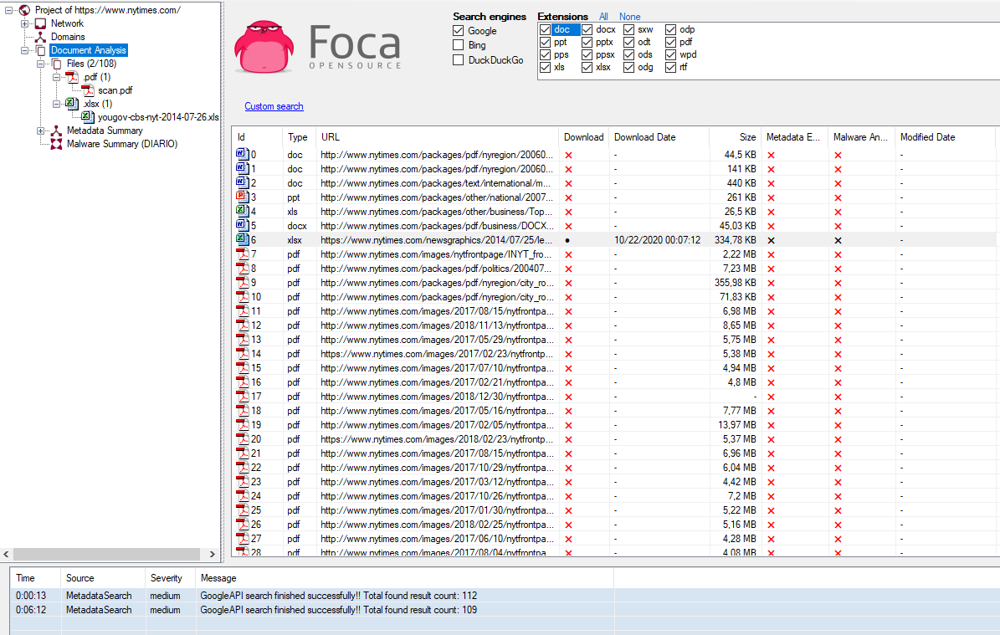 Project of https://www.nytimes.com/
Network
Domains
Document Analysis
Files (2/108)
.pdf (1)
scan.pdf
.xlsx (1)
yougov-cbs-nyt-2014-07-26.xls
Metadata Summary
Malware Summary (DIARIO)
Foca
OPENSOURCE
Search engines
Google
Bing
DuckDuckGo
Extensions All None
doc docx sxw odp
ppt pptx odt pdf
pps ppsx ods wpd
xls xlsx odg rtf
Custom search
Id Type URL Download Download Date Size Metadata E... Malware An... Modified Date
0 doc http://www.nytimes.com/packages/pdf/nyregion/20060... × - 44,5 KB × × -
1 doc http://www.nytimes.com/packages/pdf/nyregion/20060... × - 141 KB × × -
2 doc http://www.nytimes.com/packages/text/international/m... × - 440 KB × × -
3 ppt http://www.nytimes.com/packages/other/national/2007... × - 261 KB × × -
4 xls http://www.nytimes.com/packages/other/business/Top... × - 26,5 KB × × -
5 docx http://www.nytimes.com/packages/pdf/business/DOCX... × - 45,03 KB × × -
6 xlsx https://www.nytimes.com/newsgraphics/2014/07/25/le... • 10/22/2020 00:07:12 334,78 KB × × -
7 pdf http://www.nytimes.com/images/nytfrontpage/INYT_fro... × - 2,22 MB × × -
8 pdf http://www.nytimes.com/packages/pdf/politics/200407... × - 7,23 MB × × -
9 pdf http://www.nytimes.com/packages/pdf/nyregion/city_ro... × - 355,98 KB × × -
10 pdf http://www.nytimes.com/packages/pdf/nyregion/city_ro... × - 71,83 KB × × -
11 pdf http://www.nytimes.com/images/2017/08/15/nytfrontpa... × - 6,98 MB × × -
12 pdf http://www.nytimes.com/images/2018/11/13/nytfrontpa... × - 8,65 MB × × -
13 pdf http://www.nytimes.com/images/2017/05/29/nytfrontpa... × - 5,75 MB × × -
14 pdf https://www.nytimes.com/images/2017/02/23/nytfrontp... × - 5,38 MB × × -
15 pdf http://www.nytimes.com/images/2017/07/10/nytfrontpa... × - 4,94 MB × × -
16 pdf http://www.nytimes.com/images/2017/02/21/nytfrontpa... × - 4,8 MB × × -
17 pdf http://www.nytimes.com/images/2018/12/30/nytfrontpa... × - - × × -
18 pdf http://www.nytimes.com/images/2017/05/16/nytfrontpa... × - 7,77 MB × × -
19 pdf http://www.nytimes.com/images/2017/02/05/nytfrontpa... × - 13,97 MB × × -
20 pdf https://www.nytimes.com/images/2018/02/23/nytfrontp... × - 5,37 MB × × -
21 pdf http://www.nytimes.com/images/2017/08/15/nytfrontpa... × - 6,96 MB × × -
22 pdf http://www.nytimes.com/images/2017/10/29/nytfrontpa... × - 6,04 MB × × -
23 pdf http://www.nytimes.com/images/2017/03/12/nytfrontpa... × - 4,42 MB × × -
24 pdf http://www.nytimes.com/images/2017/10/26/nytfrontpa... × - 7,2 MB × × -
25 pdf http://www.nytimes.com/images/2017/01/30/nytfrontpa... × - 5,22 MB × × -
26 pdf http://www.nytimes.com/images/2018/02/25/nytfrontpa... × - 5,16 MB × × -
27 pdf http://www.nytimes.com/images/2017/06/10/nytfrontpa... × - 4,28 MB × × -
28 pdf http://www.nytimes.com/images/2017/08/04/nytfrontpa... × - 4,08 MB × × -
Time Source Severity Message
0:00:13 MetadataSearch medium GoogleAPI search finished successfully!! Total found result count: 112
0:06:12 MetadataSearch medium GoogleAPI search finished successfully!! Total found result count: 109